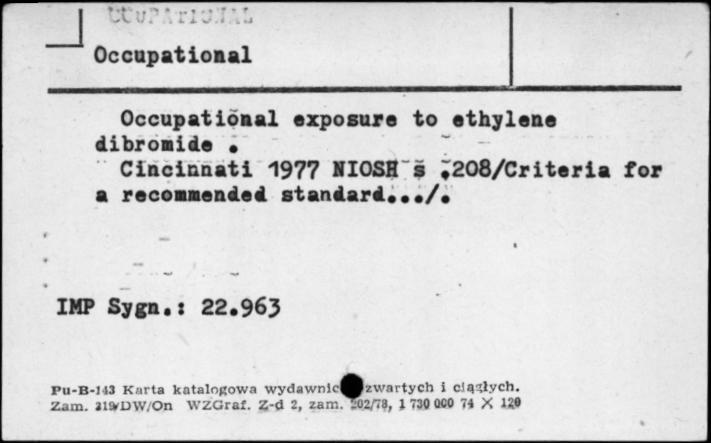 OCCUPATIONAL
Occupational
Occupational exposure to ethylene
dibromide .
Cincinnati 1977 NIOSH s .208/Criteria for
a recommended standard.../.
IMP Sygn.: 22.963
Pu-B-143 Karta katalogowa wydawnic zwartych i ciągłych.
Zam. 319/DW/On WZGraf. Z-d 2, zam. 202/78, 1 730 000 74 X 120